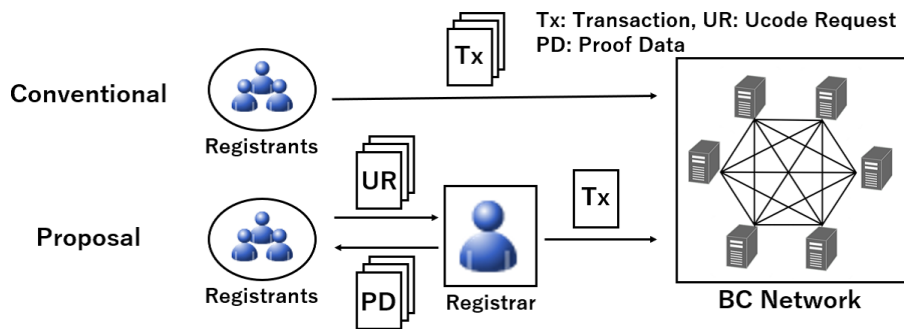 Tx: Transaction, UR: Ucode Request
PD: Proof Data
Tx
Conventional
Registrants
UR
Tx
Proposal
PD
Registrants
Registrar
BC Network